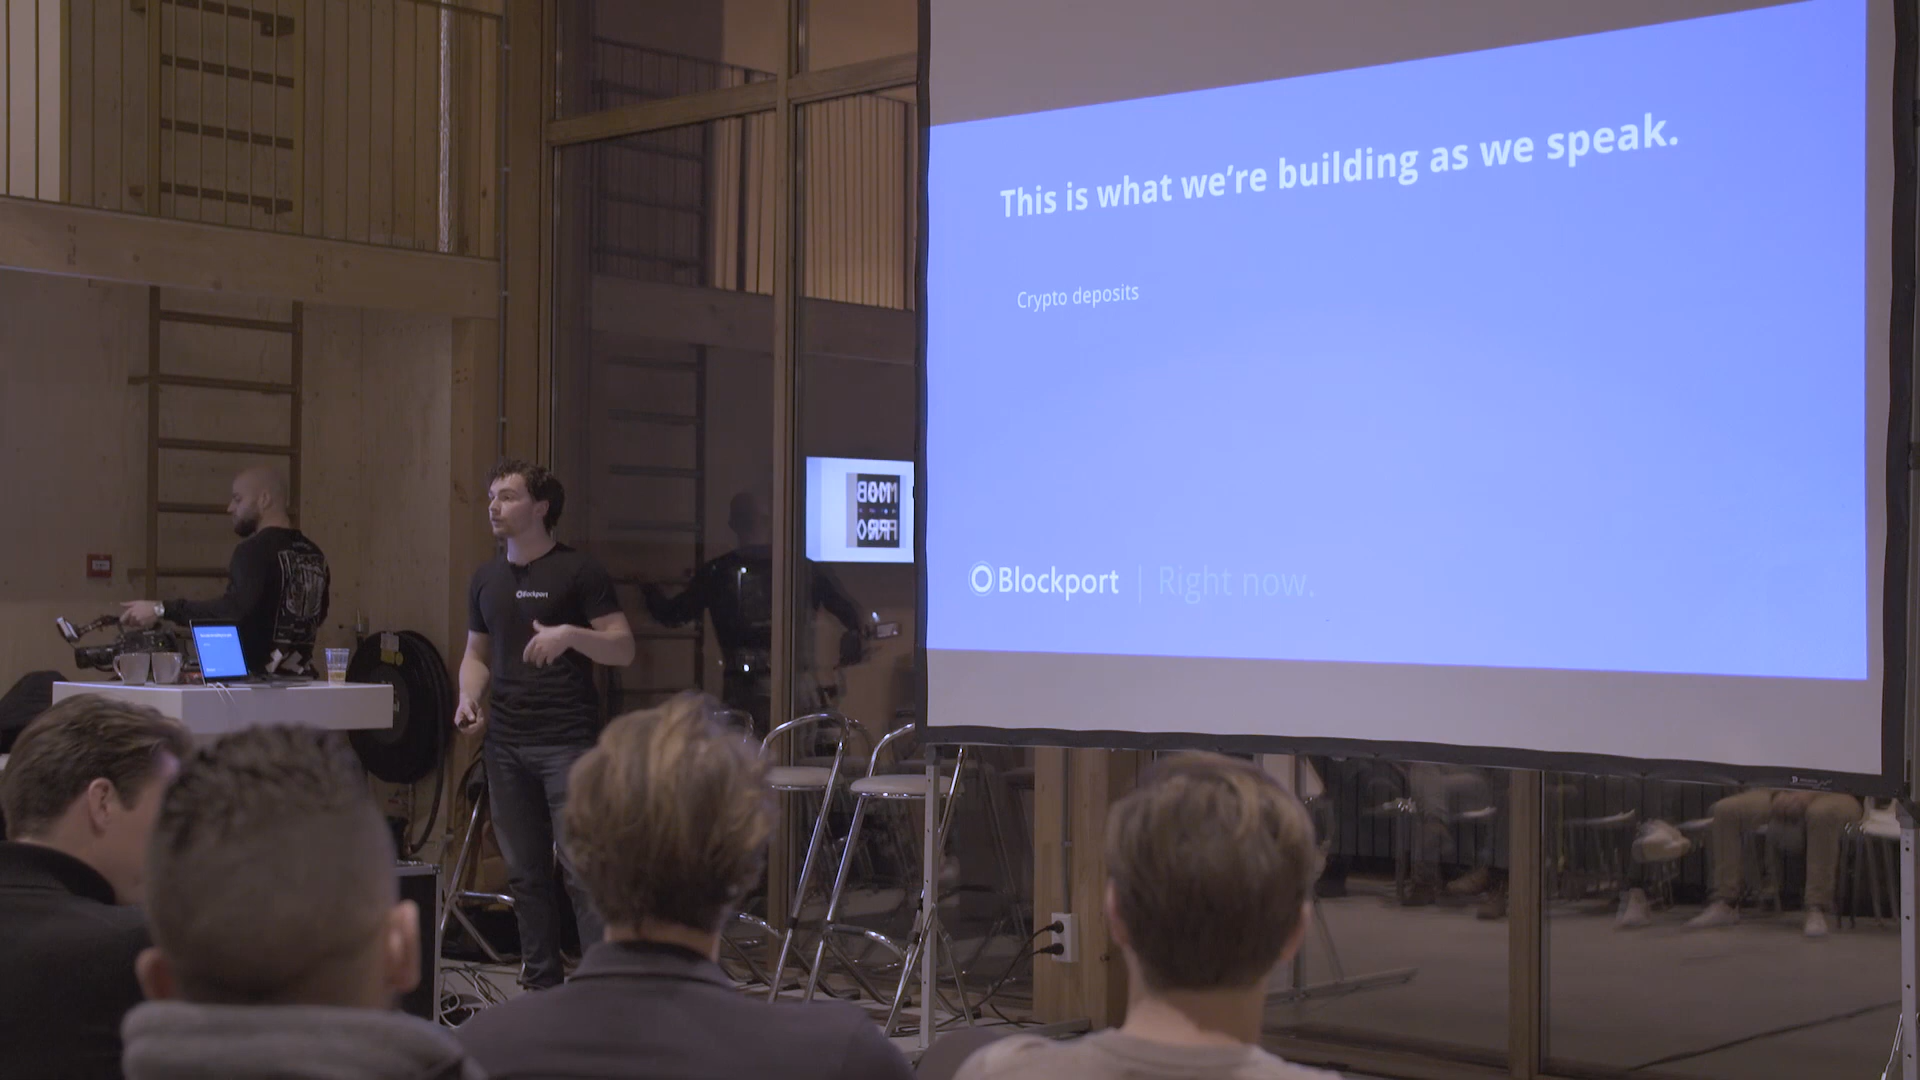 This is what we're building as we speak.
Crypto deposits
Blockport | Right now.
Blockport